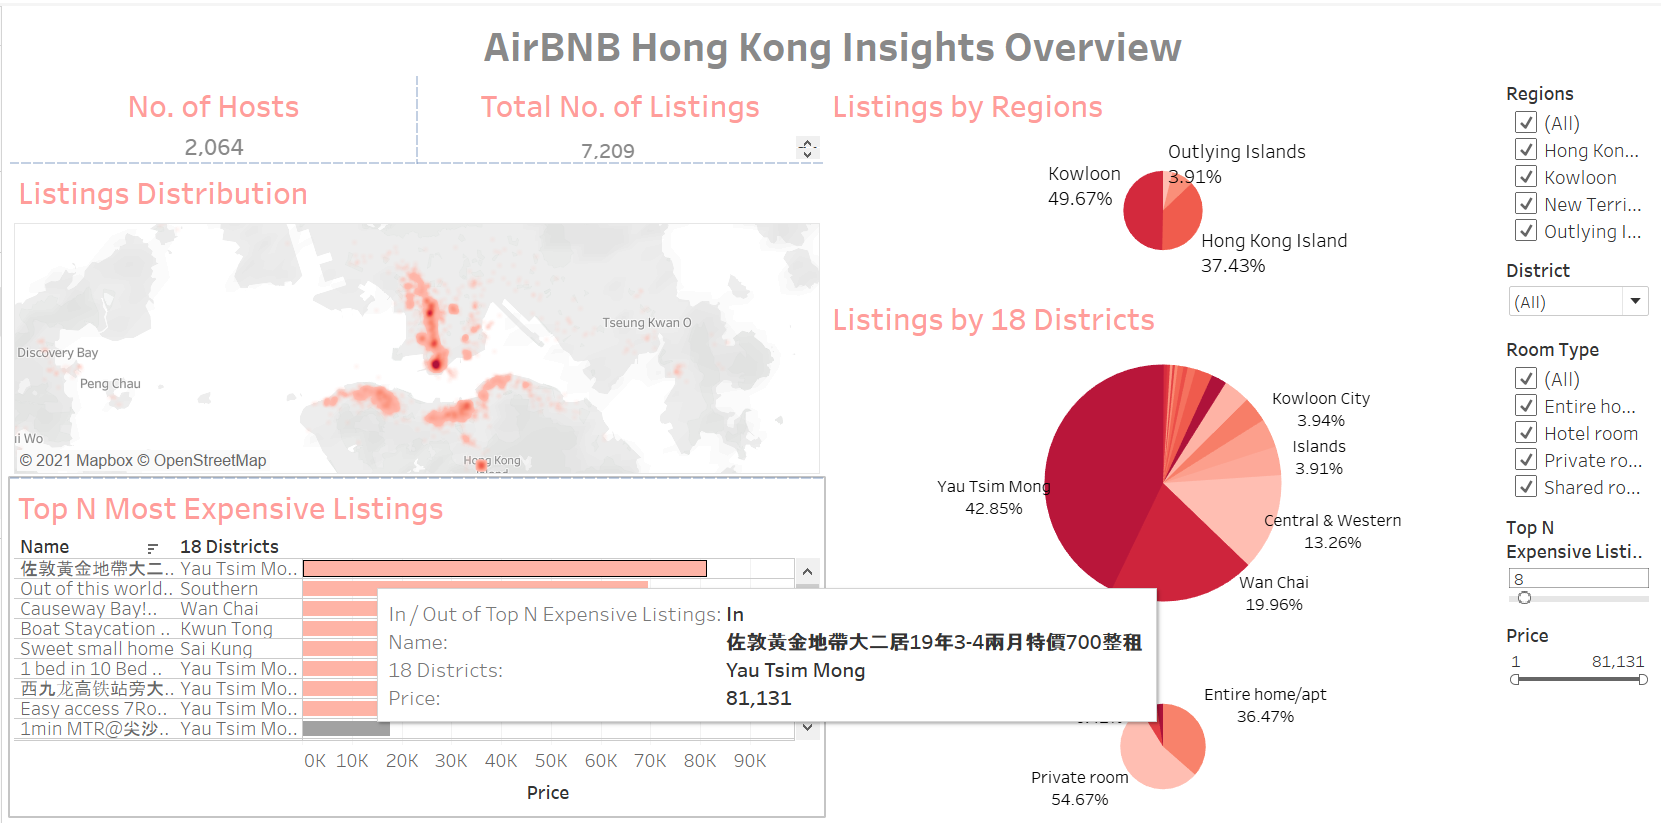 AirBNB Hong Kong Insights Overview
No. of Hosts
2,064
Total No. of Listings
7,209
Listings Distribution
Tseung Kwan O
Discovery Bay
Peng Chau
ui Wo
Hong Kong
Island
© 2021 Mapbox © OpenStreetMap
Top N Most Expensive Listings
Name 18 Districts
佐敦黃金地帶大二.. Yau Tsim Mo..
Out of this world.. Southern
Causeway Bay!.. Wan Chai
Boat Staycation .. Kwun Tong
Sweet small home Sai Kung
1 bed in 10 Bed .. Yau Tsim Mo..
西九龙高铁站旁大.. Yau Tsim Mo..
Easy access 7Ro.. Yau Tsim Mo..
1min MTR@尖沙.. Yau Tsim Mo..
0K 10K 20K 30K 40K 50K 60K 70K 80K 90K
Price
In / Out of Top N Expensive Listings: In
Name: 佐敦黃金地帶大二居19年3-4兩月特價700整租
18 Districts: Yau Tsim Mong
Price: 81,131
Listings by Regions
Outlying Islands
3.91%
Kowloon
49.67%
Hong Kong Island
37.43%
Listings by 18 Districts
Kowloon City
3.94%
Islands
3.91%
Yau Tsim Mong
42.85%
Central & Western
13.26%
Wan Chai
19.96%
Entire home/apt
36.47%
Private room
54.67%
Regions
(All)
Hong Kon...
Kowloon
New Terri...
Outlying I...
District
(All)
Room Type
(All)
Entire ho...
Hotel room
Private ro...
Shared ro...
Top N
Expensive Listi..
8
Price
1 81,131